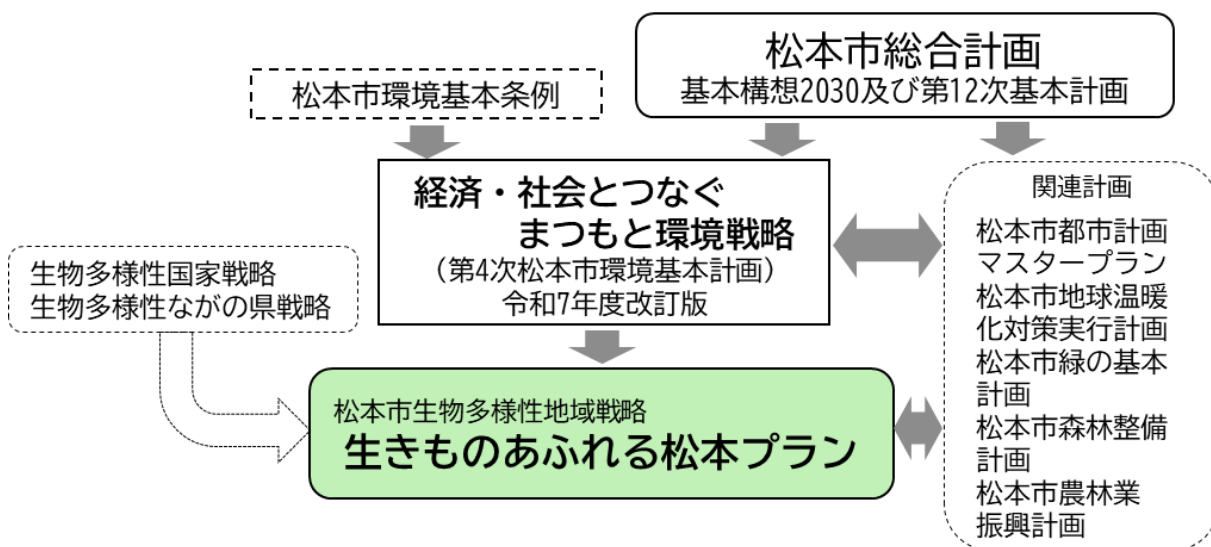 松本市総合計画
基本構想2030及び第12次基本計画
松本市環境基本条例
経済・社会とつなぐ
まつもと環境戦略
（第4次松本市環境基本計画）
令和7年度改訂版
関連計画
松本市都市計画
マスタープラン
松本市地球温暖
化対策実行計画
松本市緑の基本
計画
松本市森林整備
計画
松本市農林業
振興計画
生物多様性国家戦略
生物多様性ながの県戦略
松本市生物多様性地域戦略
生きものあふれる松本プラン